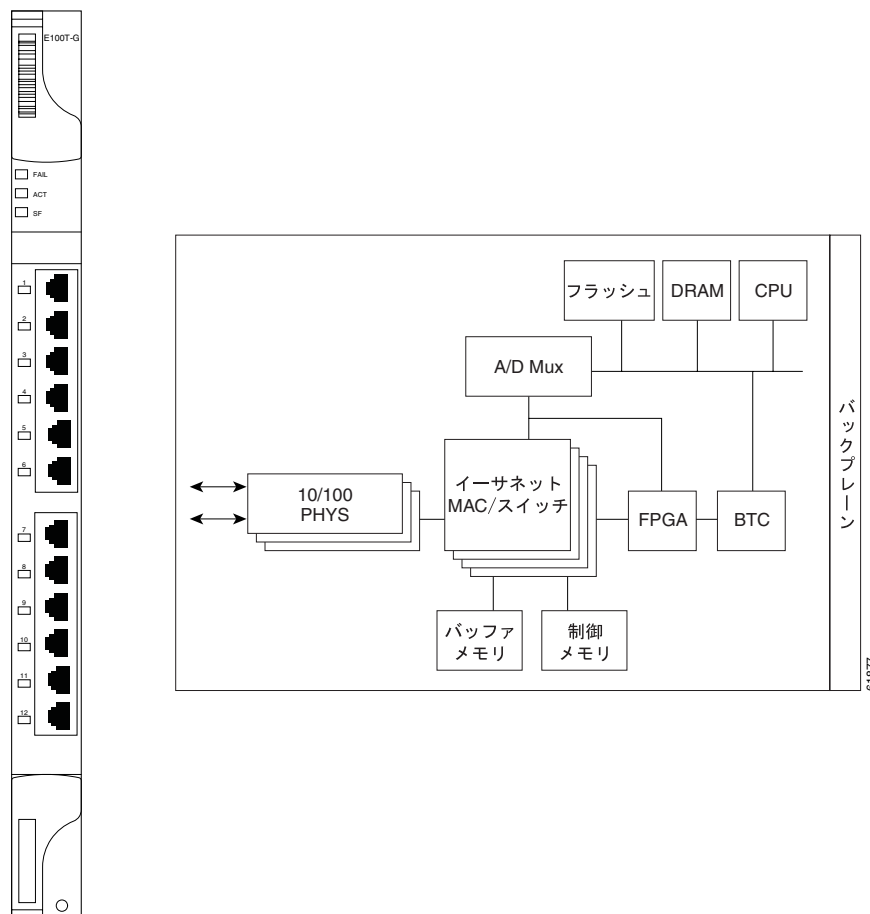 E100T-G
FAIL
ACT
SF
1
2
3
4
5
6
7
8
9
10
11
12
フラッシュ
DRAM
CPU
A/D Mux
イーサネット
MAC/スイッチ
10/100
PHYS
FPGA
BTC
バッファ
メモリ
制御
メモリ
バックプレーン
61877